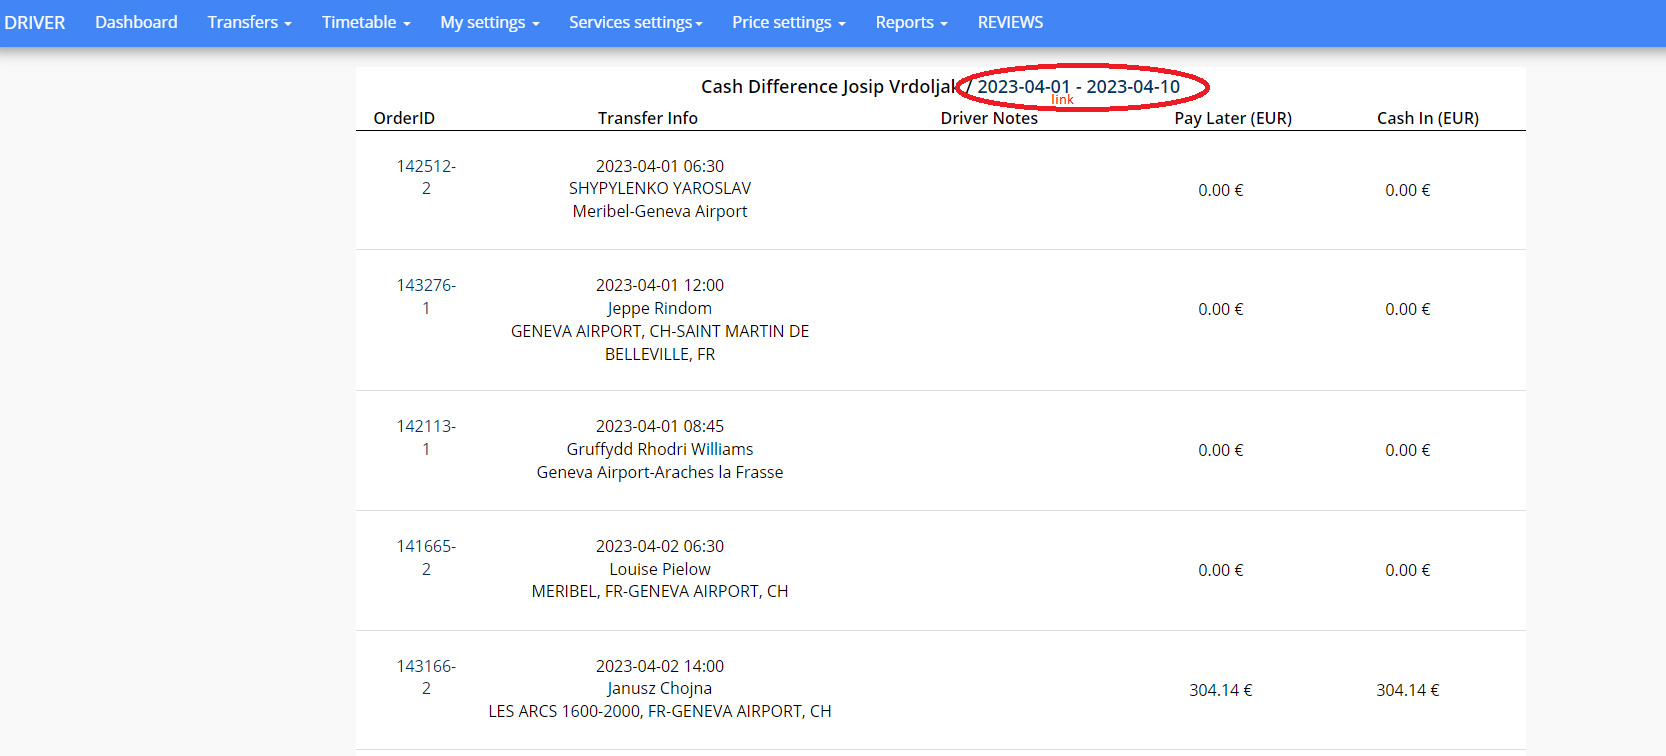 DRIVER Dashboard Transfers Timetable My settings Services settings Price settings Reports REVIEWS
Cash Difference Josip Vrdoljak / 2023-04-01 - 2023-04-10
link
OrderID Transfer Info Driver Notes Pay Later (EUR) Cash In (EUR)
142512-
2
2023-04-01 06:30
SHYPYLENKO YAROSLAV
Meribel-Geneva Airport
0.00 € 0.00 €
143276-
1
2023-04-01 12:00
Jeppe Rindom
GENEVA AIRPORT, CH-SAINT MARTIN DE
BELLEVILLE, FR
0.00 € 0.00 €
142113-
1
2023-04-01 08:45
Gruffydd Rhodri Williams
Geneva Airport-Araches la Frasse
0.00 € 0.00 €
141665-
2
2023-04-02 06:30
Louise Pielow
MERIBEL, FR-GENEVA AIRPORT, CH
0.00 € 0.00 €
143166-
2
2023-04-02 14:00
Janusz Chojna
LES ARCS 1600-2000, FR-GENEVA AIRPORT, CH
304.14 € 304.14 €